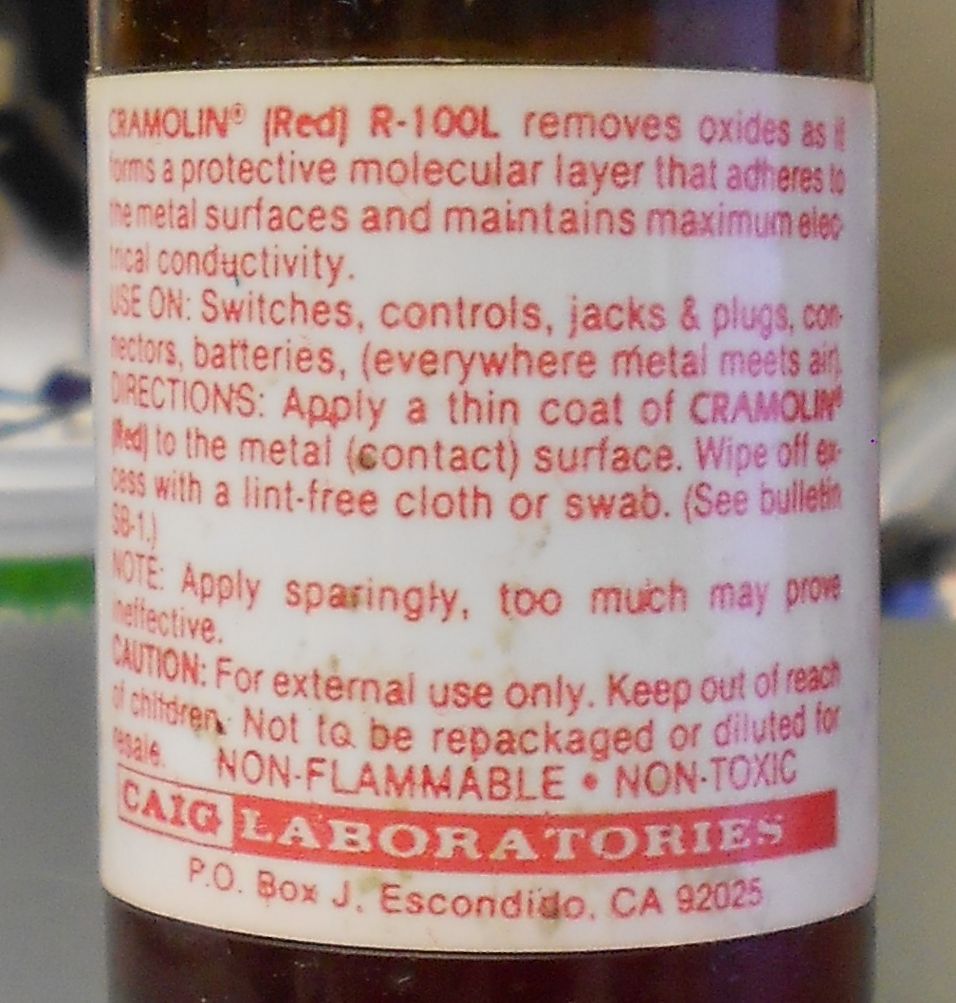 CRAMOLIN® (Red) R-100L removes oxides as it
forms a protective molecular layer that adheres to
the metal surfaces and maintains maximum elec-
trical conductivity.
USE ON: Switches, controls, jacks & plugs, con-
nectors, batteries, (everywhere metal meets air).
DIRECTIONS: Apply a thin coat of CRAMOLIN®
(Red) to the metal (contact) surface. Wipe off ex-
cess with a lint-free cloth or swab. (See bulletin
SB-1.)
NOTE: Apply sparingly, too much may prove
ineffective.
CAUTION: For external use only. Keep out of reach
of children. Not to be repackaged or diluted for
resale. NON-FLAMMABLE • NON-TOXIC
CAIG LABORATORIES
P.O. Box J, Escondido, CA 92025